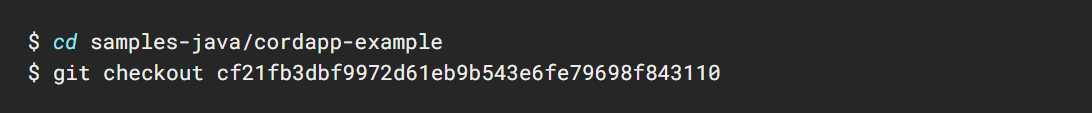 $ cd samples-java/cordapp-example
$ git checkout cf21fb3dbf9972d61eb9b543e6fe79698f843110